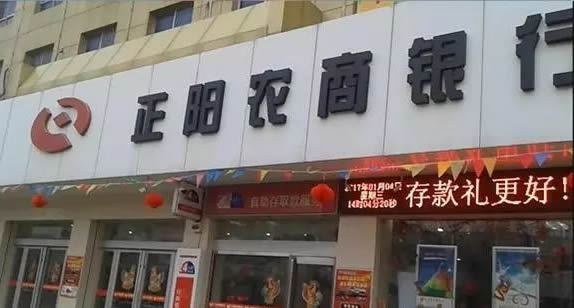 正阳农商银行
自助存取款服务
2017年01月04日
星期三
14时04分20秒
存款礼更好!